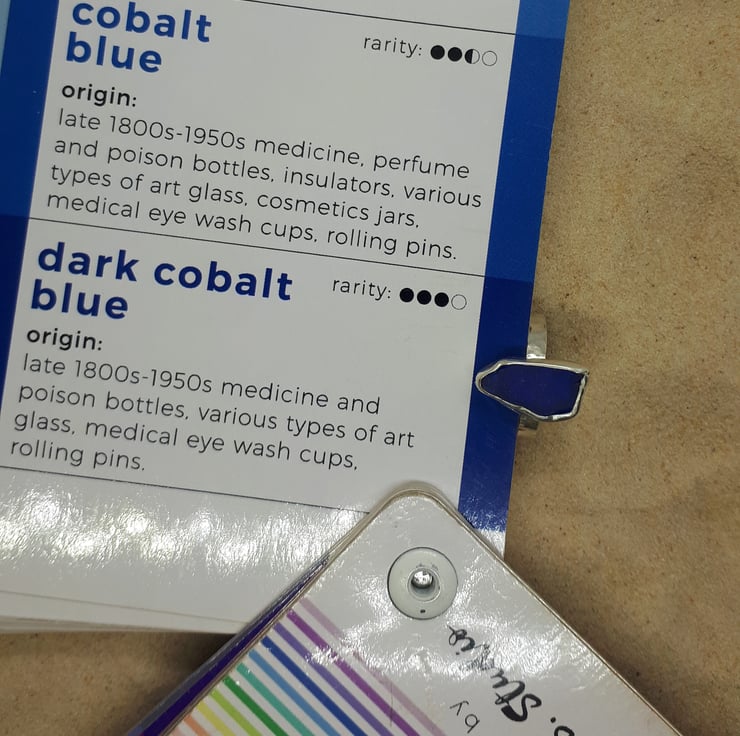 cobalt
blue
rarity:
origin:
late 1800s-1950s medicine, perfume
and poison bottles, insulators, various
types of art glass, cosmetics jars,
medical eye wash cups, rolling pins.
dark cobalt
blue
rarity:
origin:
late 1800s-1950s medicine and
poison bottles, various types of art
glass, medical eye wash cups,
rolling pins.
by